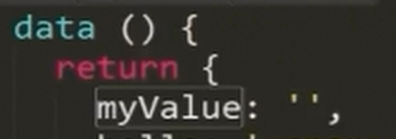 data () {
return {
myValue: '',